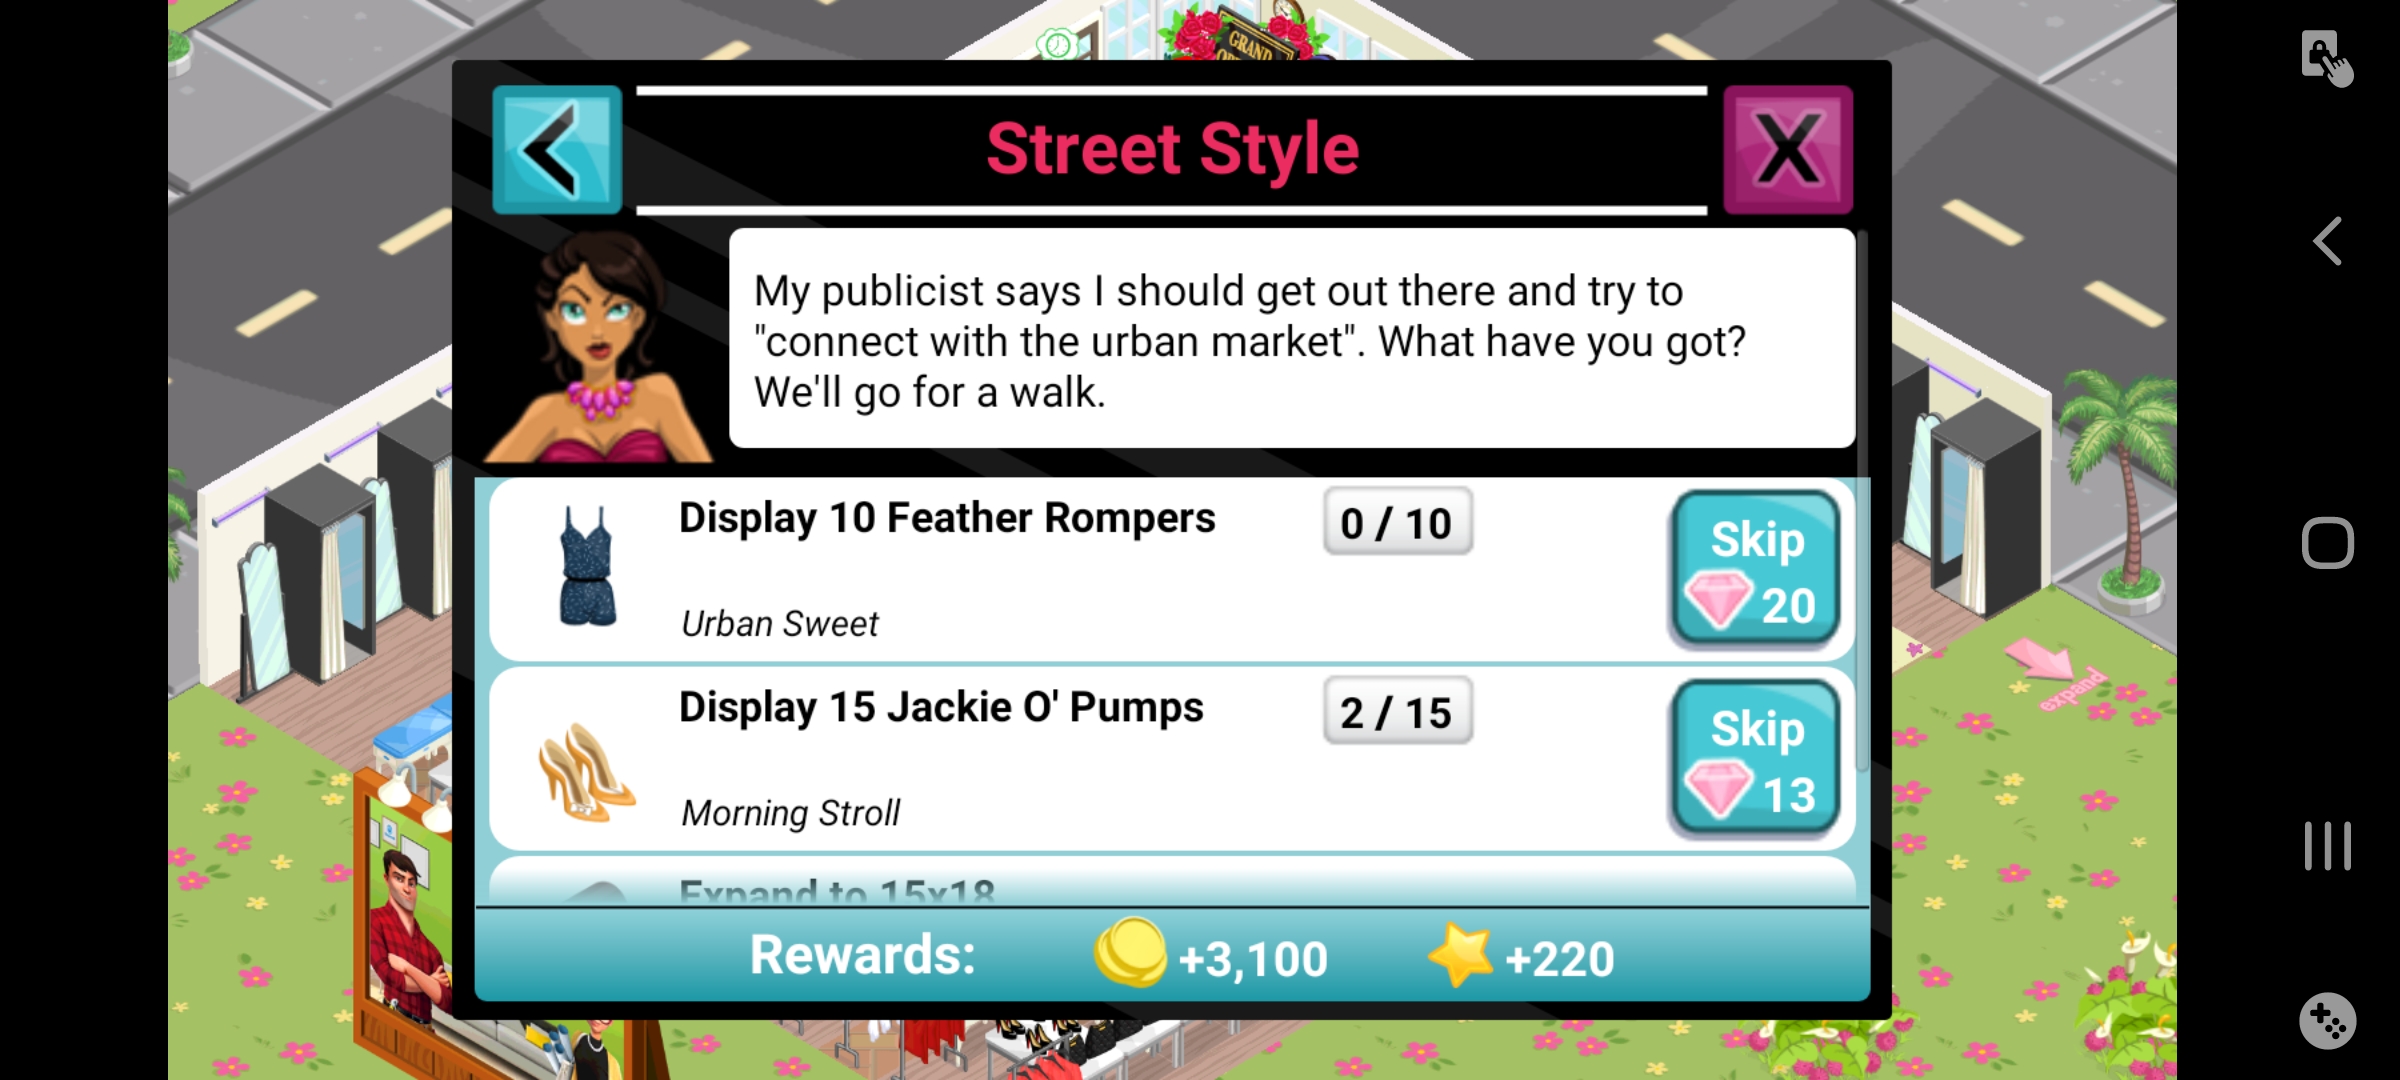 GRAND
Street Style
X
My publicist says I should get out there and try to
"connect with the urban market". What have you got?
We'll go for a walk.
Display 10 Feather Rompers
0 / 10
Skip
20
Urban Sweet
Display 15 Jackie O' Pumps
2 / 15
Skip
13
Morning Stroll
expand
Expand to 15x18
Rewards:
+3,100
+220